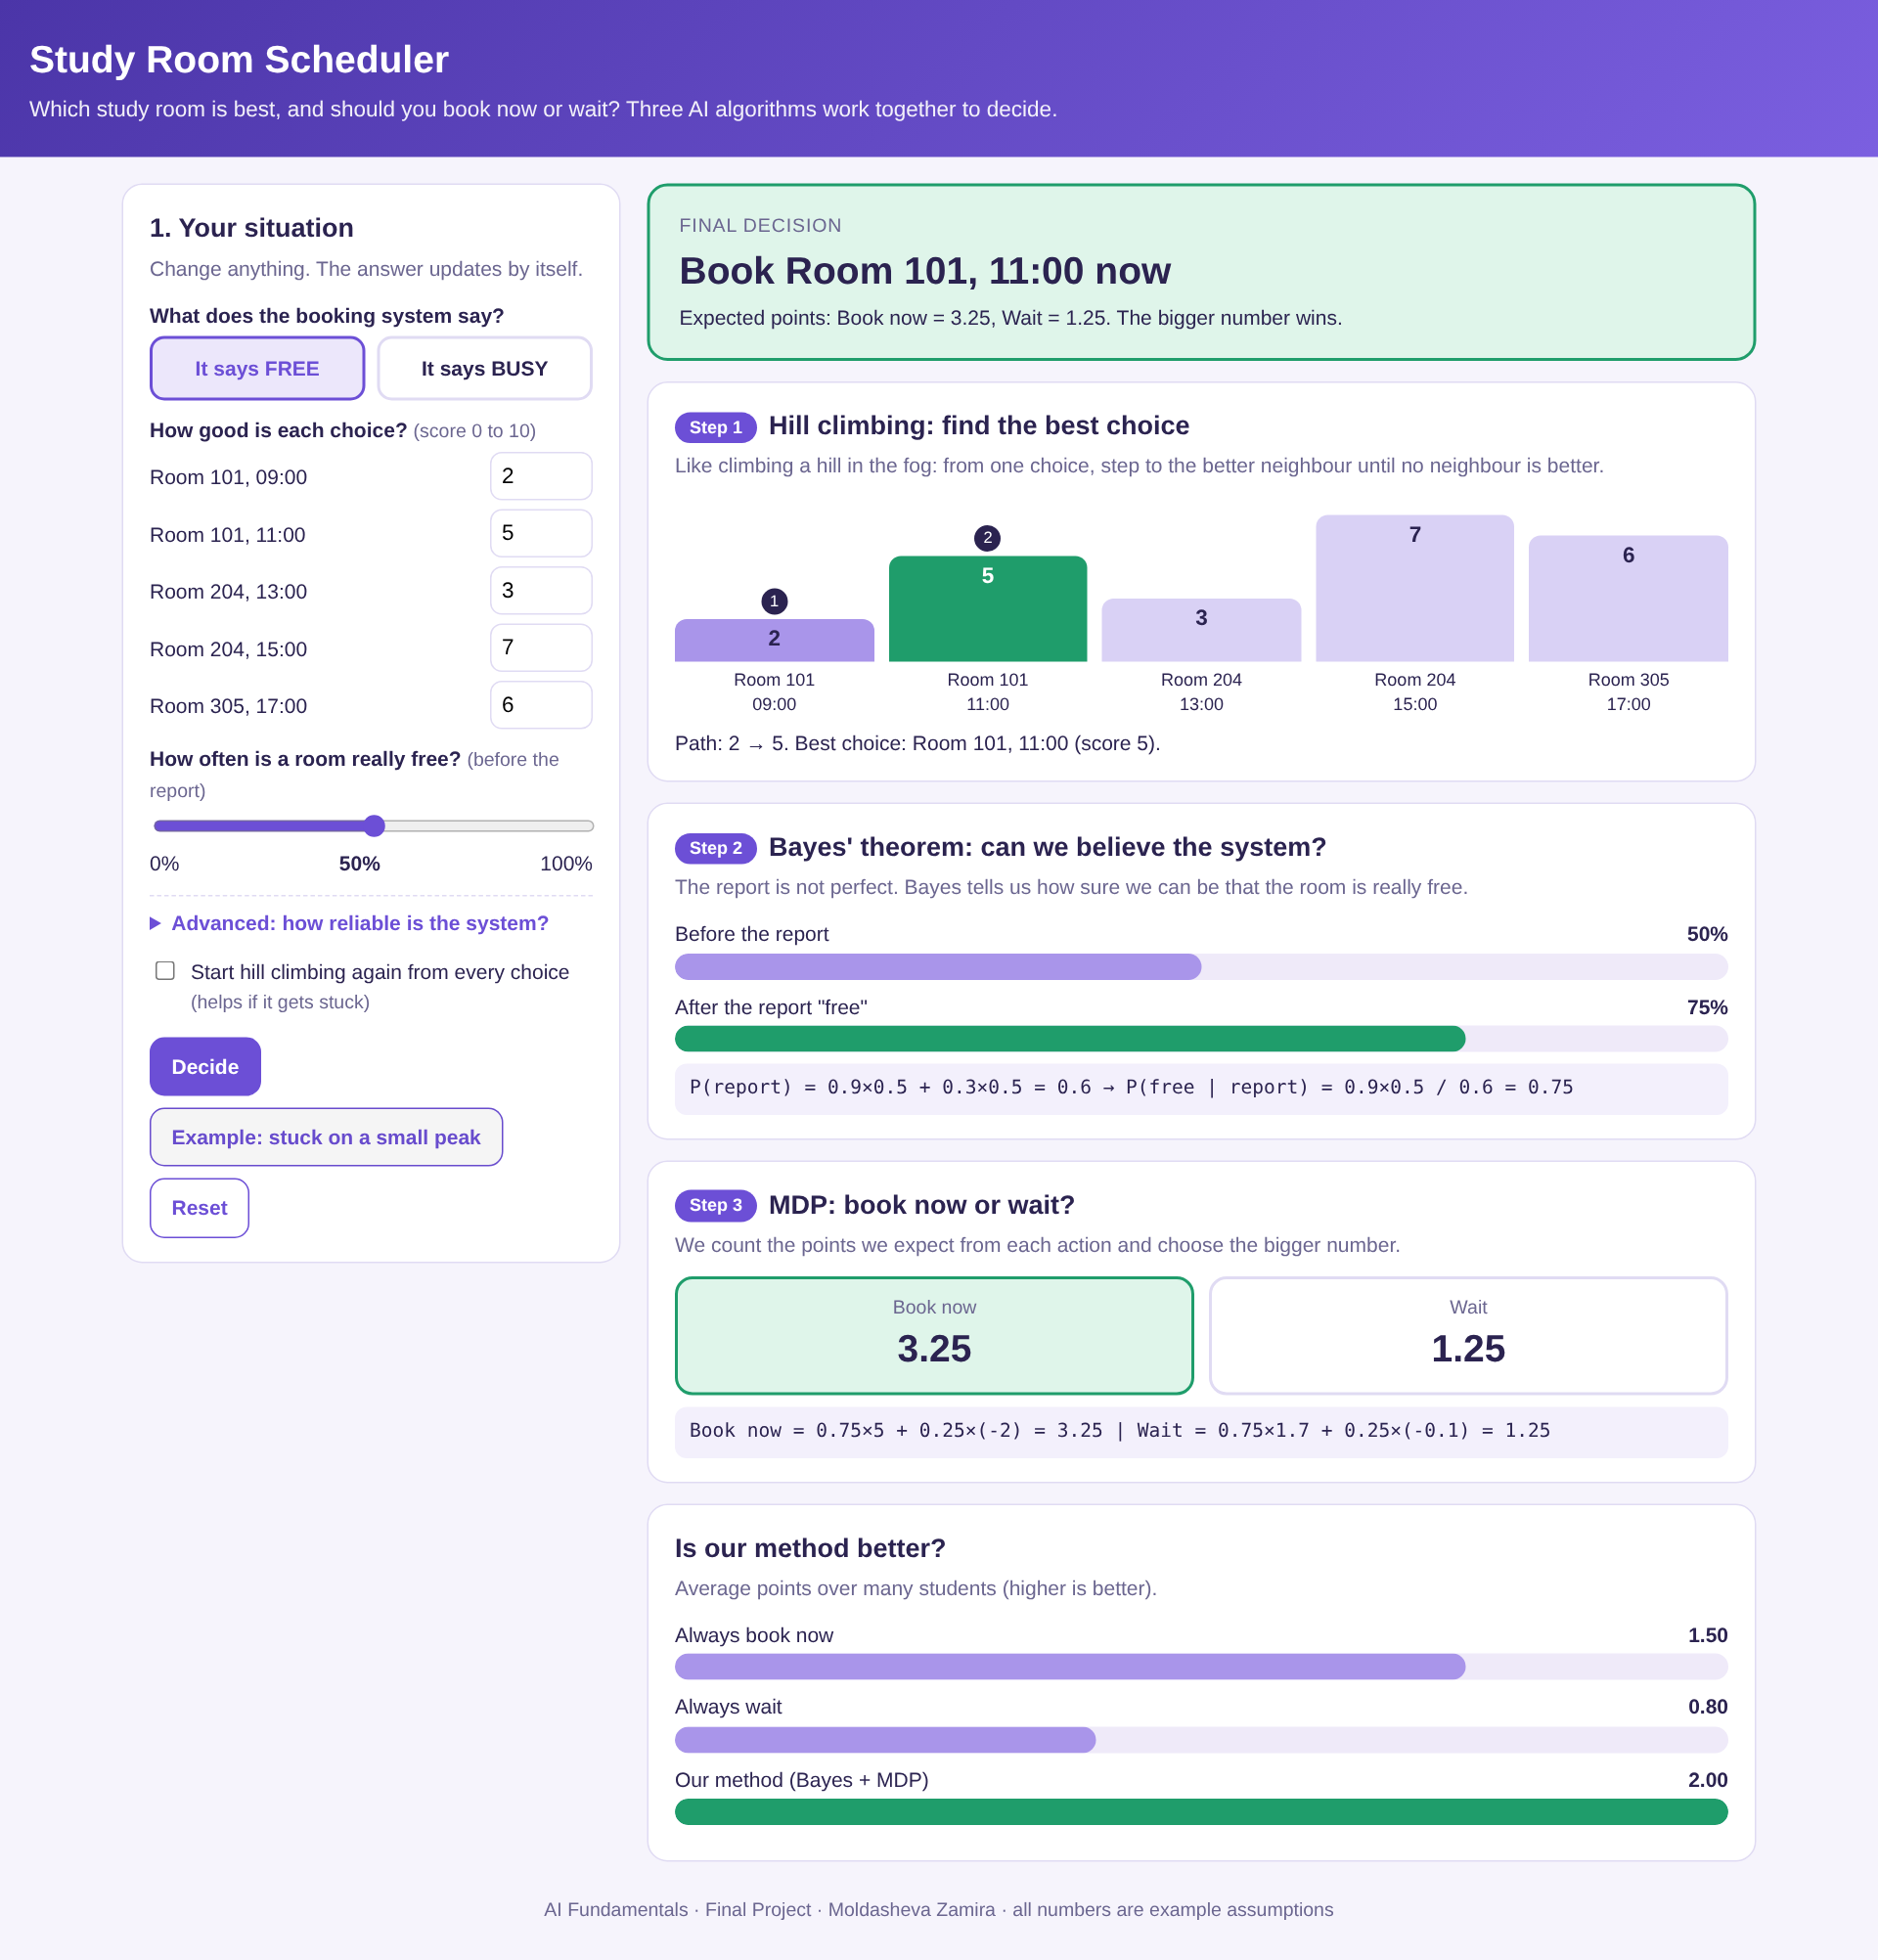 Study Room Scheduler
Which study room is best, and should you book now or wait? Three AI algorithms work together to decide.
1. Your situation
Change anything. The answer updates by itself.
What does the booking system say?
It says FREE
It says BUSY
How good is each choice? (score 0 to 10)
Room 101, 09:00
2
Room 101, 11:00
5
Room 204, 13:00
3
Room 204, 15:00
7
Room 305, 17:00
6
How often is a room really free? (before the
report)
0%
50%
100%
▶ Advanced: how reliable is the system?
Start hill climbing again from every choice
(helps if it gets stuck)
Decide
Example: stuck on a small peak
Reset
FINAL DECISION
Book Room 101, 11:00 now
Expected points: Book now = 3.25, Wait = 1.25. The bigger number wins.
Step 1 Hill climbing: find the best choice
Like climbing a hill in the fog: from one choice, step to the better neighbour until no neighbour is better.
1
2
2
5
3
7
6
Room 101
09:00
Room 101
11:00
Room 204
13:00
Room 204
15:00
Room 305
17:00
Path: 2 → 5. Best choice: Room 101, 11:00 (score 5).
Step 2 Bayes' theorem: can we believe the system?
The report is not perfect. Bayes tells us how sure we can be that the room is really free.
Before the report
50%
After the report "free"
75%
P(report) = 0.9×0.5 + 0.3×0.5 = 0.6 → P(free | report) = 0.9×0.5 / 0.6 = 0.75
Step 3 MDP: book now or wait?
We count the points we expect from each action and choose the bigger number.
Book now
3.25
Wait
1.25
Book now = 0.75×5 + 0.25×(-2) = 3.25 | Wait = 0.75×1.7 + 0.25×(-0.1) = 1.25
Is our method better?
Average points over many students (higher is better).
Always book now
1.50
Always wait
0.80
Our method (Bayes + MDP)
2.00
AI Fundamentals · Final Project · Moldasheva Zamira · all numbers are example assumptions